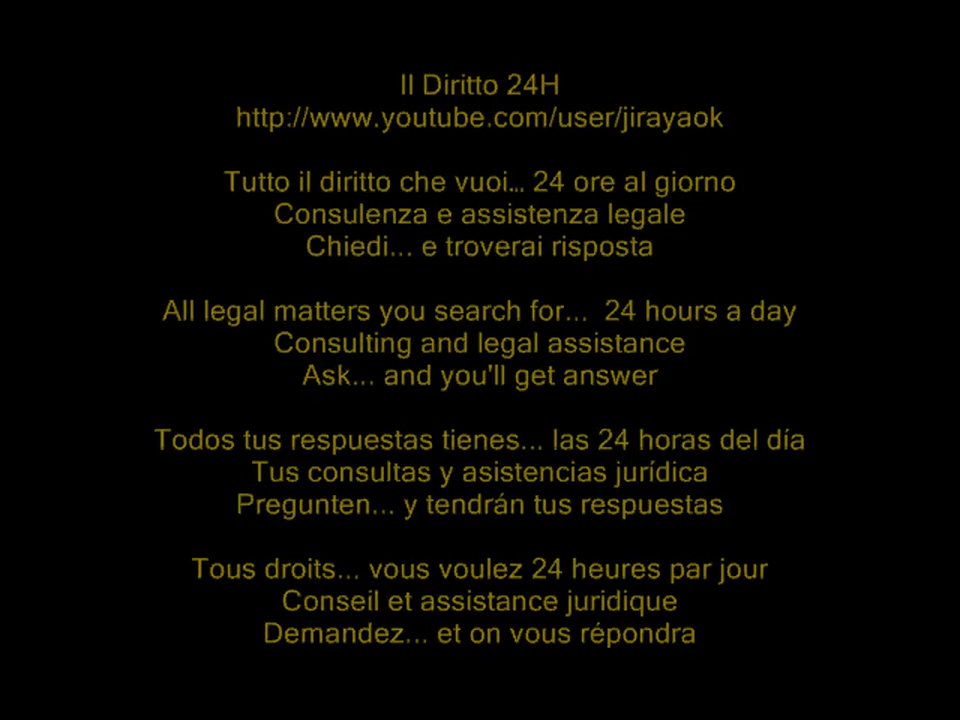 Il Diritto 24H
http://www.youtube.com/user/jirayaok
Tutto il diritto che vuoi... 24 ore al giorno
Consulenza e assistenza legale
Chiedi... e troverai risposta
All legal matters you search for... 24 hours a day
Consulting and legal assistance
Ask... and you'll get answer
Todos tus respuestas tienes... las 24 horas del día
Tus consultas y asistencias jurídica
Pregunten... y tendrán tus respuestas
Tous droits... vous voulez 24 heures par jour
Conseil et assistance juridique
Demandez... et on vous répondra